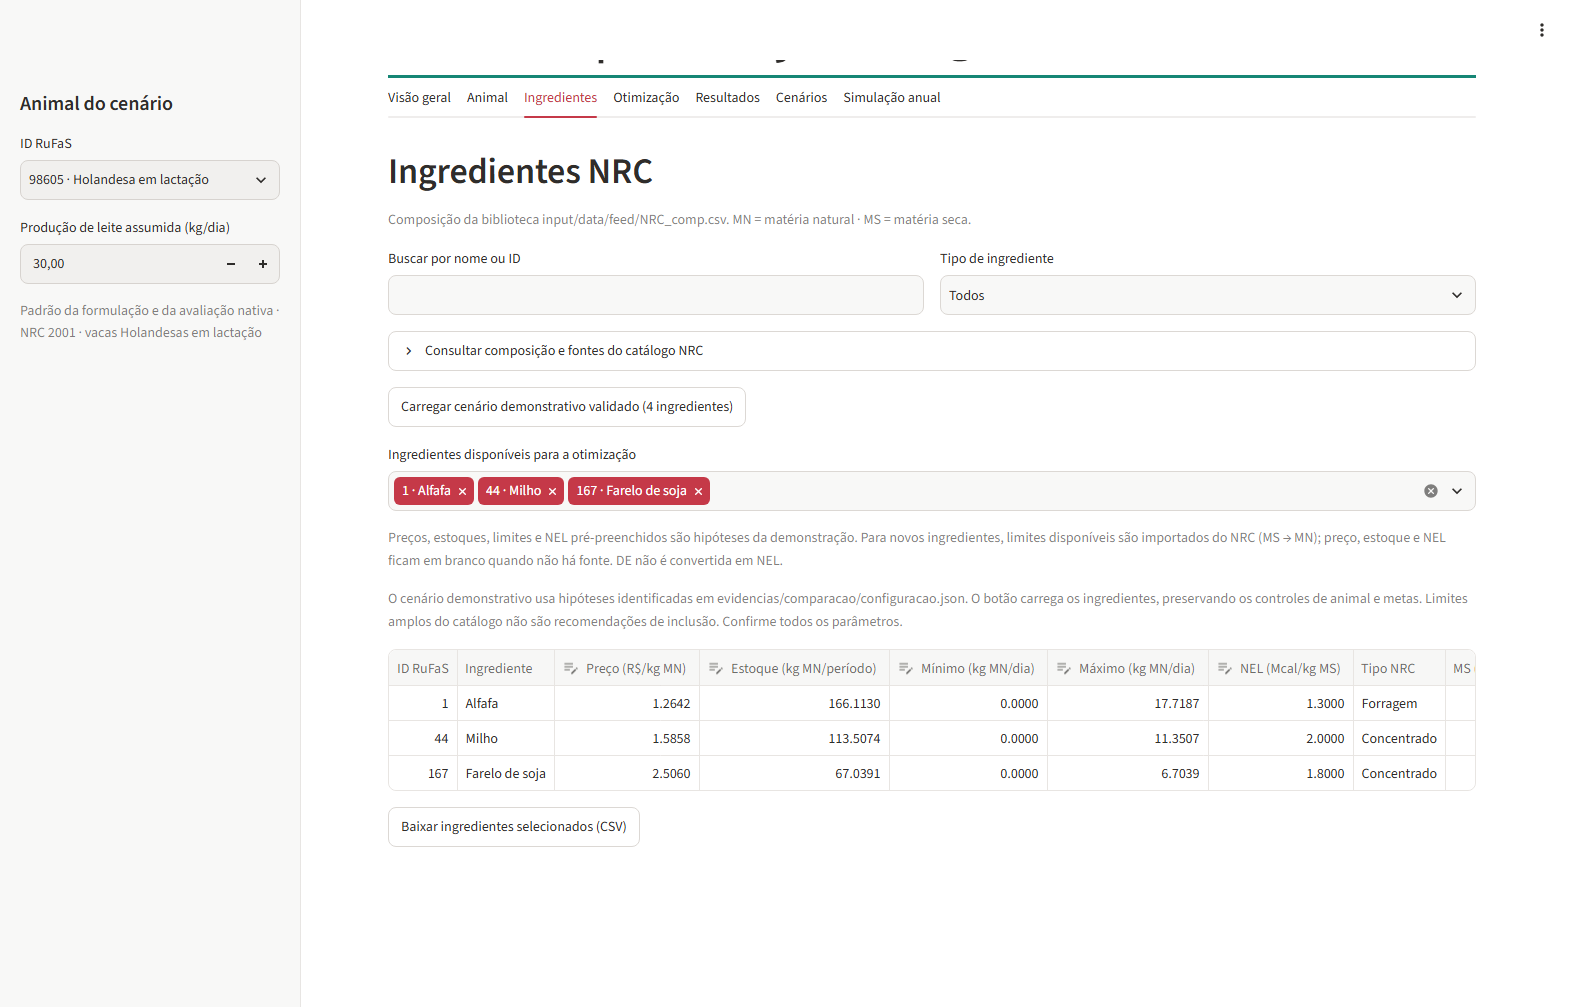 Animal do cenário
ID RuFaS
98605 · Holandesa em lactação
Produção de leite assumida (kg/dia)
30,00
Padrão da formulação e da avaliação nativa ·
NRC 2001 · vacas Holandesas em lactação
Visão geral Animal Ingredientes Otimização Resultados Cenários Simulação anual
Ingredientes NRC
Composição da biblioteca input/data/feed/NRC_comp.csv. MN = matéria natural · MS = matéria seca.
Buscar por nome ou ID
Tipo de ingrediente
Todos
Consultar composição e fontes do catálogo NRC
Carregar cenário demonstrativo validado (4 ingredientes)
Ingredientes disponíveis para a otimização
1 · Alfafa 44 · Milho 167 · Farelo de soja
Preços, estoques, limites e NEL pré-preenchidos são hipóteses da demonstração. Para novos ingredientes, limites disponíveis são importados do NRC (MS → MN); preço, estoque e NEL
ficam em branco quando não há fonte. DE não é convertida em NEL.
O cenário demonstrativo usa hipóteses identificadas em evidencias/comparacao/configuracao.json. O botão carrega os ingredientes, preservando os controles de animal e metas. Limites
amplos do catálogo não são recomendações de inclusão. Confirme todos os parâmetros.
ID RuFaS Ingrediente Preço (R$/kg MN) Estoque (kg MN/período) Mínimo (kg MN/dia) Máximo (kg MN/dia) NEL (Mcal/kg MS) Tipo NRC MS
1 Alfafa 1.2642 166.1130 0.0000 17.7187 1.3000 Forragem
44 Milho 1.5858 113.5074 0.0000 11.3507 2.0000 Concentrado
167 Farelo de soja 2.5060 67.0391 0.0000 6.7039 1.8000 Concentrado
Baixar ingredientes selecionados (CSV)